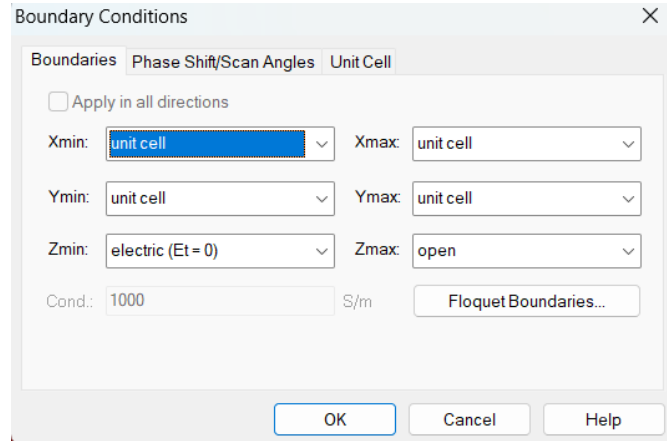 Boundary Conditions
Boundaries Phase Shift/Scan Angles Unit Cell
Apply in all directions
Xmin: unit cell Xmax: unit cell
Ymin: unit cell Ymax: unit cell
Zmin: electric (Et = 0) Zmax: open
Cond.: 1000 S/m Floquet Boundaries...
OK Cancel Help